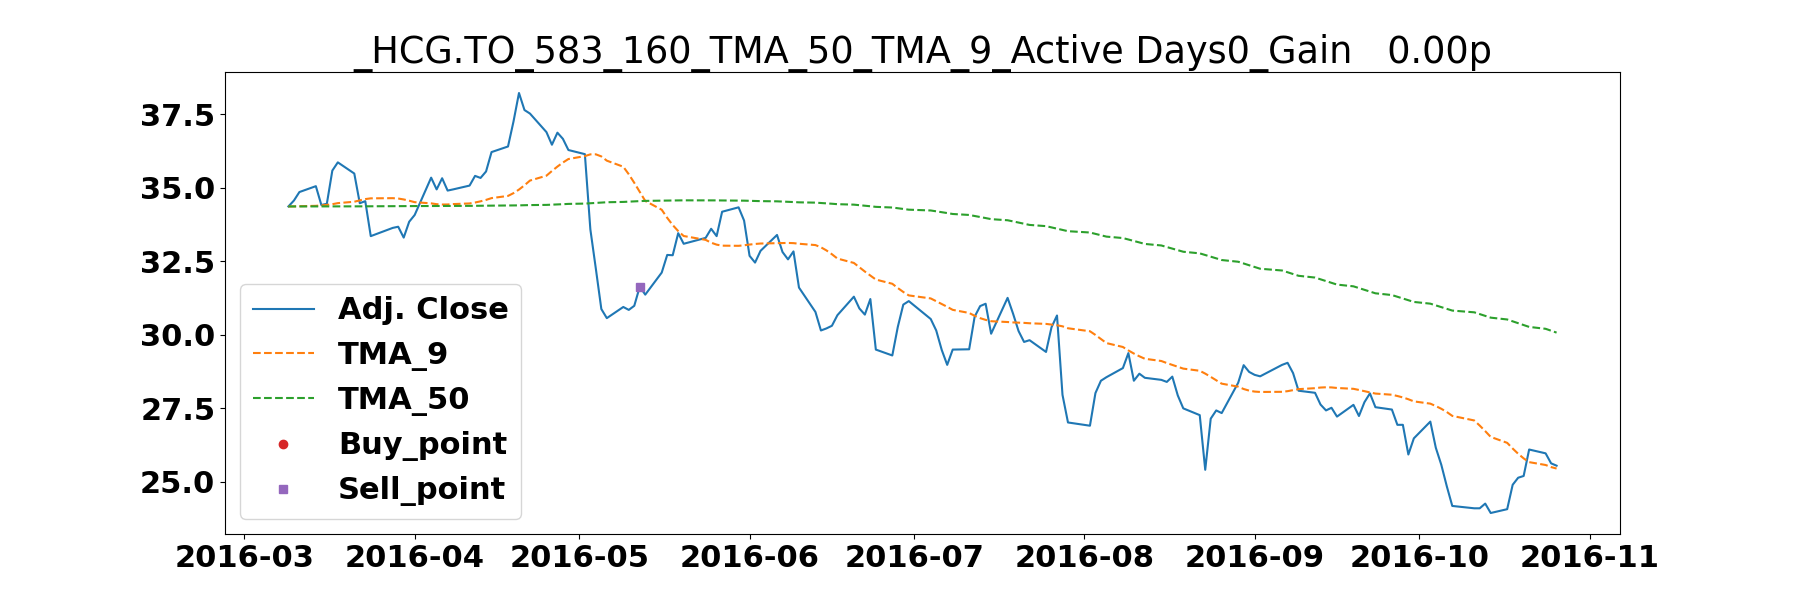 _HCG.TO_583_160_TMA_50_TMA_9_Active Days0_Gain   0.00p
37.5
35.0
32.5
30.0
27.5
25.0
Adj. Close
TMA_9
TMA_50
Buy_point
Sell_point
2016-03 2016-04 2016-05 2016-06 2016-07 2016-08 2016-09 2016-10 2016-11